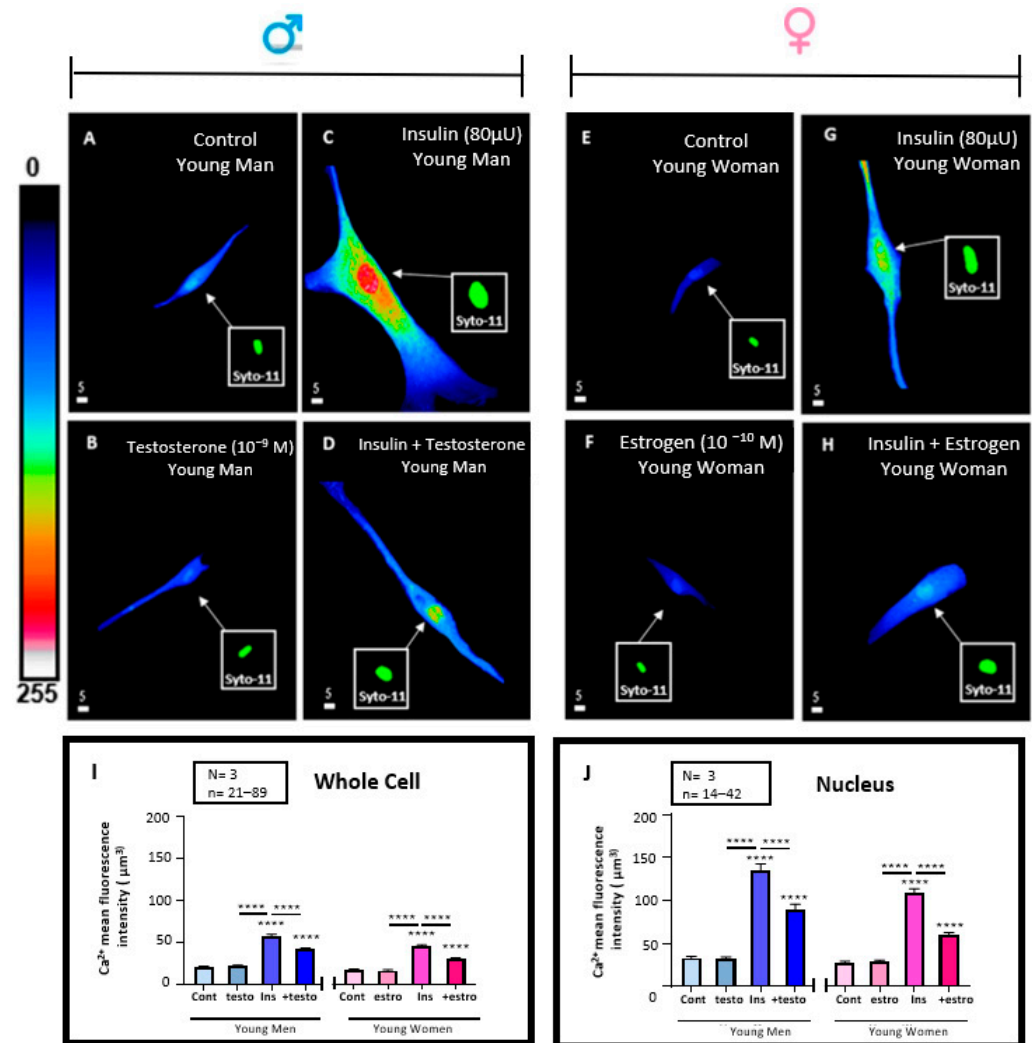 0
255
A
Control
Young Man
Syto-11
5
C
Insulin (80µU)
Young Man
Syto-11
5
E
Control
Young Woman
Syto-11
5
G
Insulin (80µU)
Young Woman
Syto-11
5
B
Testosterone (10⁻⁹ M)
Young Man
Syto-11
5
D
Insulin + Testosterone
Young Man
Syto-11
5
F
Estrogen (10 ⁻¹⁰ M)
Young Woman
Syto-11
5
H
Insulin + Estrogen
Young Woman
Syto-11
5
I
N= 3
n= 21–89
Whole Cell
Ca²⁺ mean fluorescence
intensity ( µm³)
200
150
100
50
0
**** ****
****
****
**** ****
****
****
Cont testo Ins +testo Cont estro Ins +estro
Young Men Young Women
J
N= 3
n= 14–42
Nucleus
Ca²⁺ mean fluorescence
intensity ( µm³)
200
150
100
50
0
**** ****
****
****
**** ****
****
****
Cont testo Ins +testo Cont estro Ins +estro
Young Men Young Women